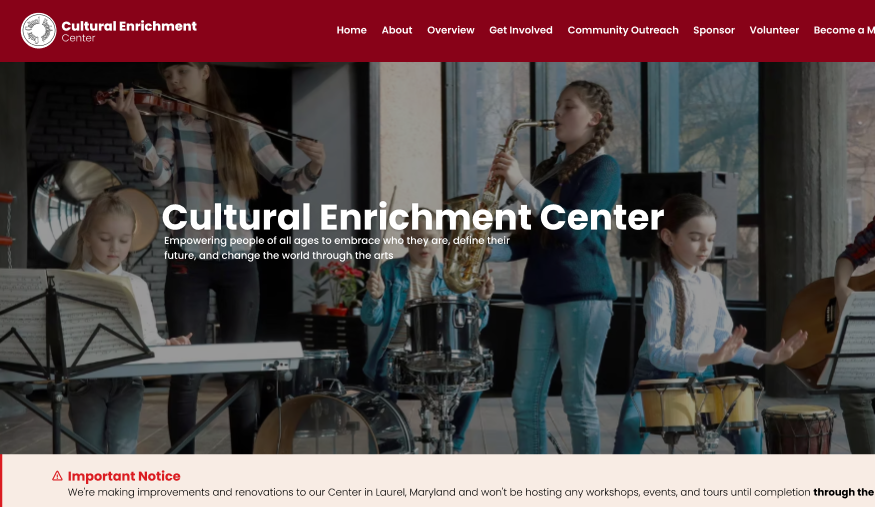 Cultural Enrichment
Center
Home About Overview Get Involved Community Outreach Sponsor Volunteer Become a M
Cultural Enrichment Center
Empowering people of all ages to embrace who they are, define their
future, and change the world through the arts
Important Notice
We're making improvements and renovations to our Center in Laurel, Maryland and won't be hosting any workshops, events, and tours until completion through the